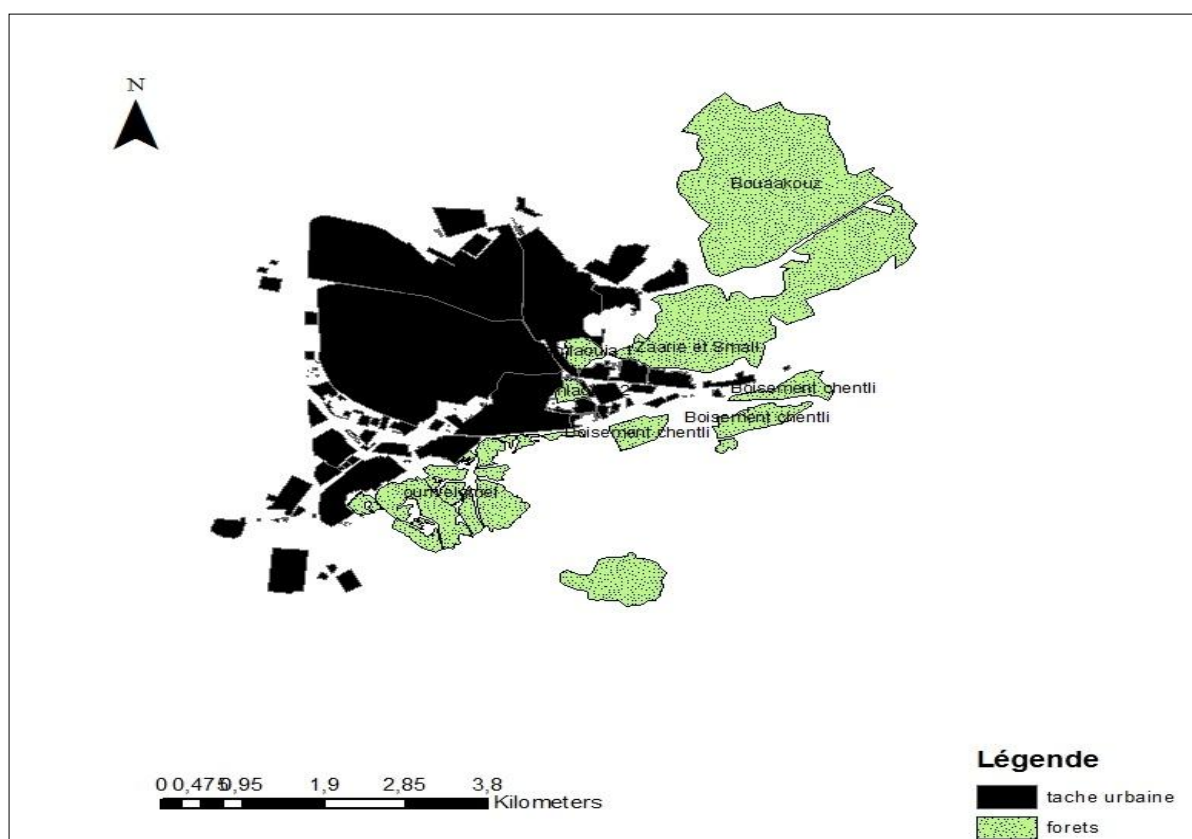 N
Bouaakouz
Zaarie et Small
Boisement chentli
Boisement chentli
Boisement chentli
0 0,475 0,95 1,9 2,85 3,8
Kilometers
Légende
tache urbaine
forets